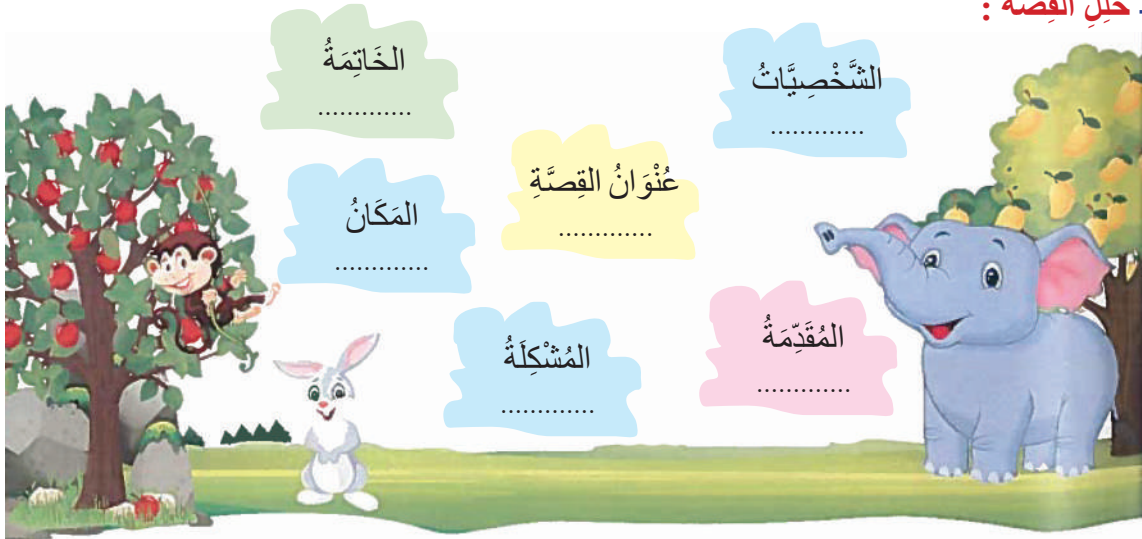 - حَلِّلِ القِصَّةَ :
الشَّخْصِيَّاتُ
.............
الخَاتِمَةُ
.............
عُنْوَانُ القِصَّةِ
.............
المَكَانُ
.............
المُقَدِّمَةُ
.............
المُشْكِلَةُ
.............